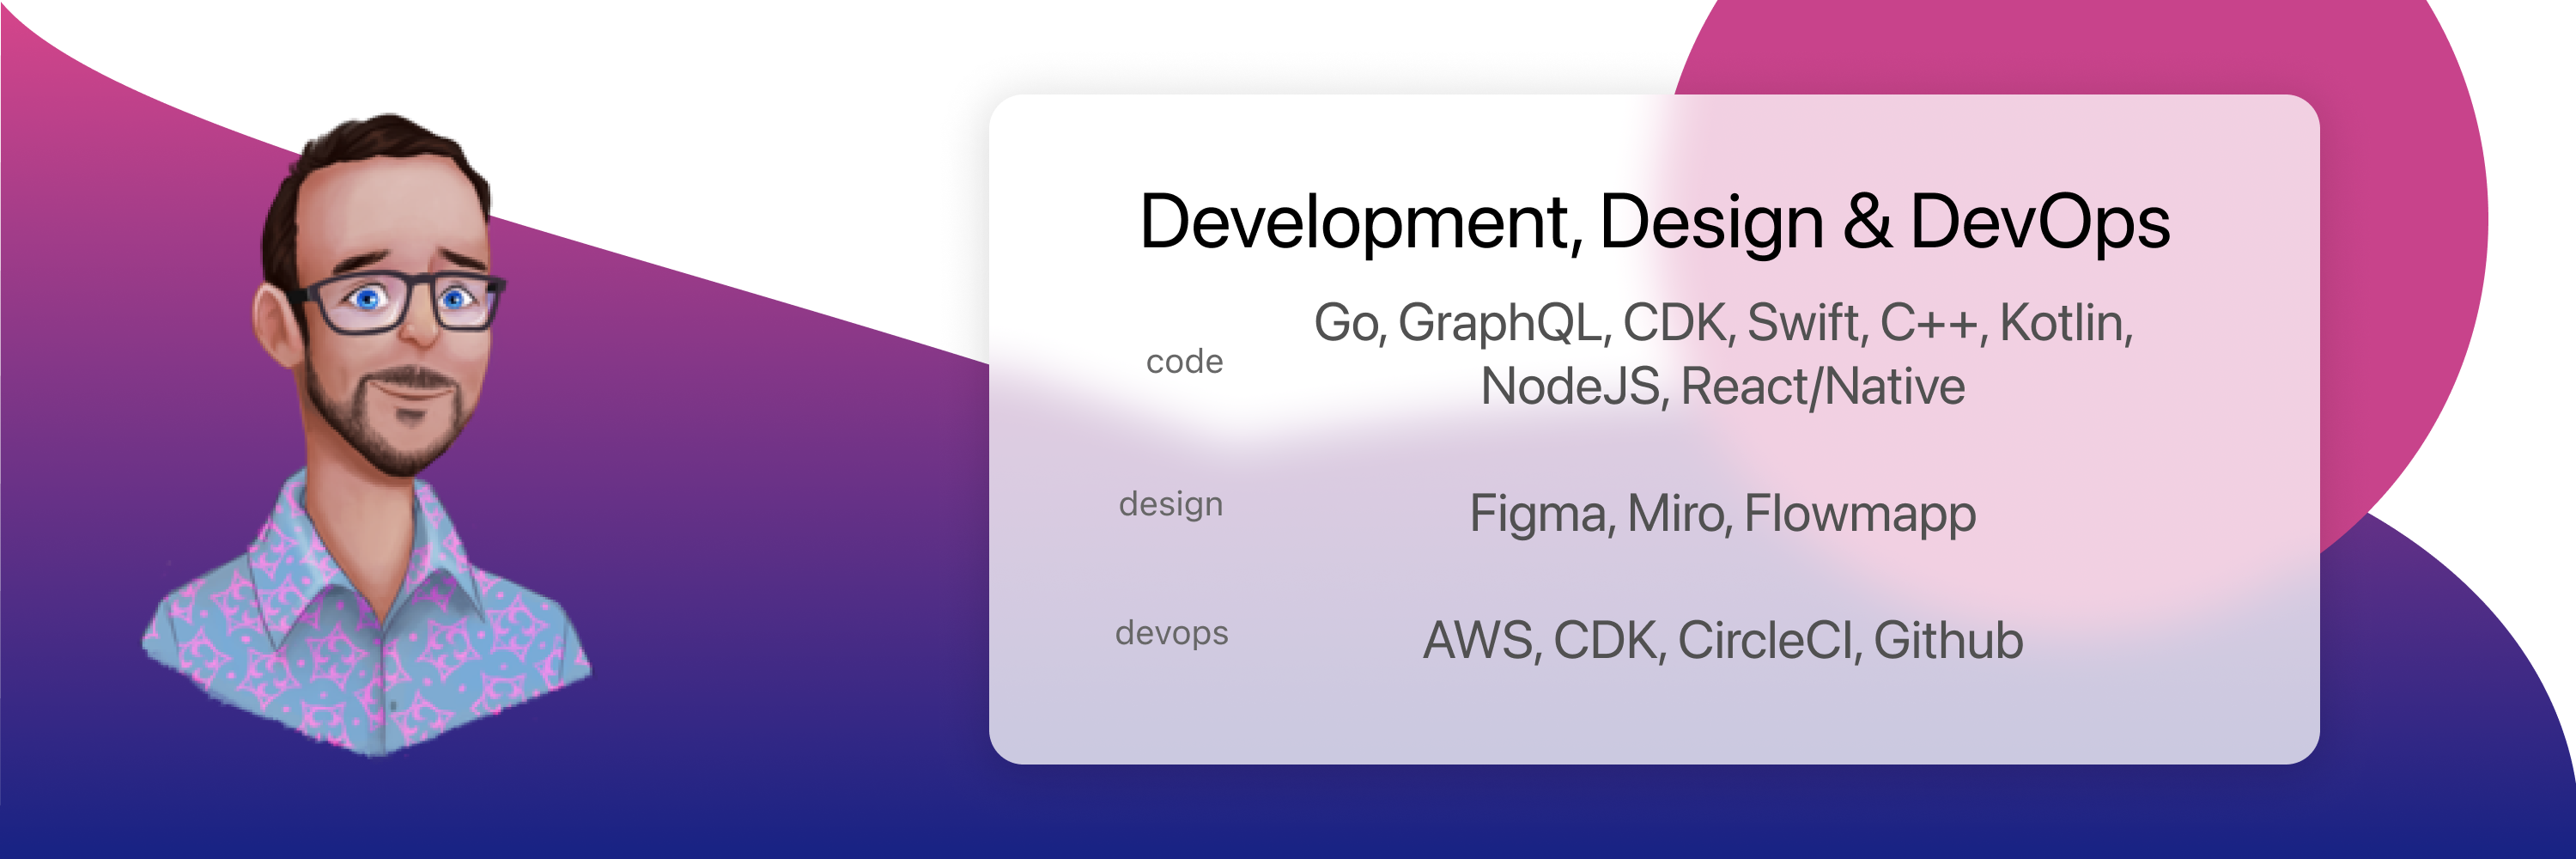 Development, Design & DevOps
code
Go, GraphQL, CDK, Swift, C++, Kotlin,
NodeJS, React/Native
design
Figma, Miro, Flowmapp
devops
AWS, CDK, CircleCI, Github